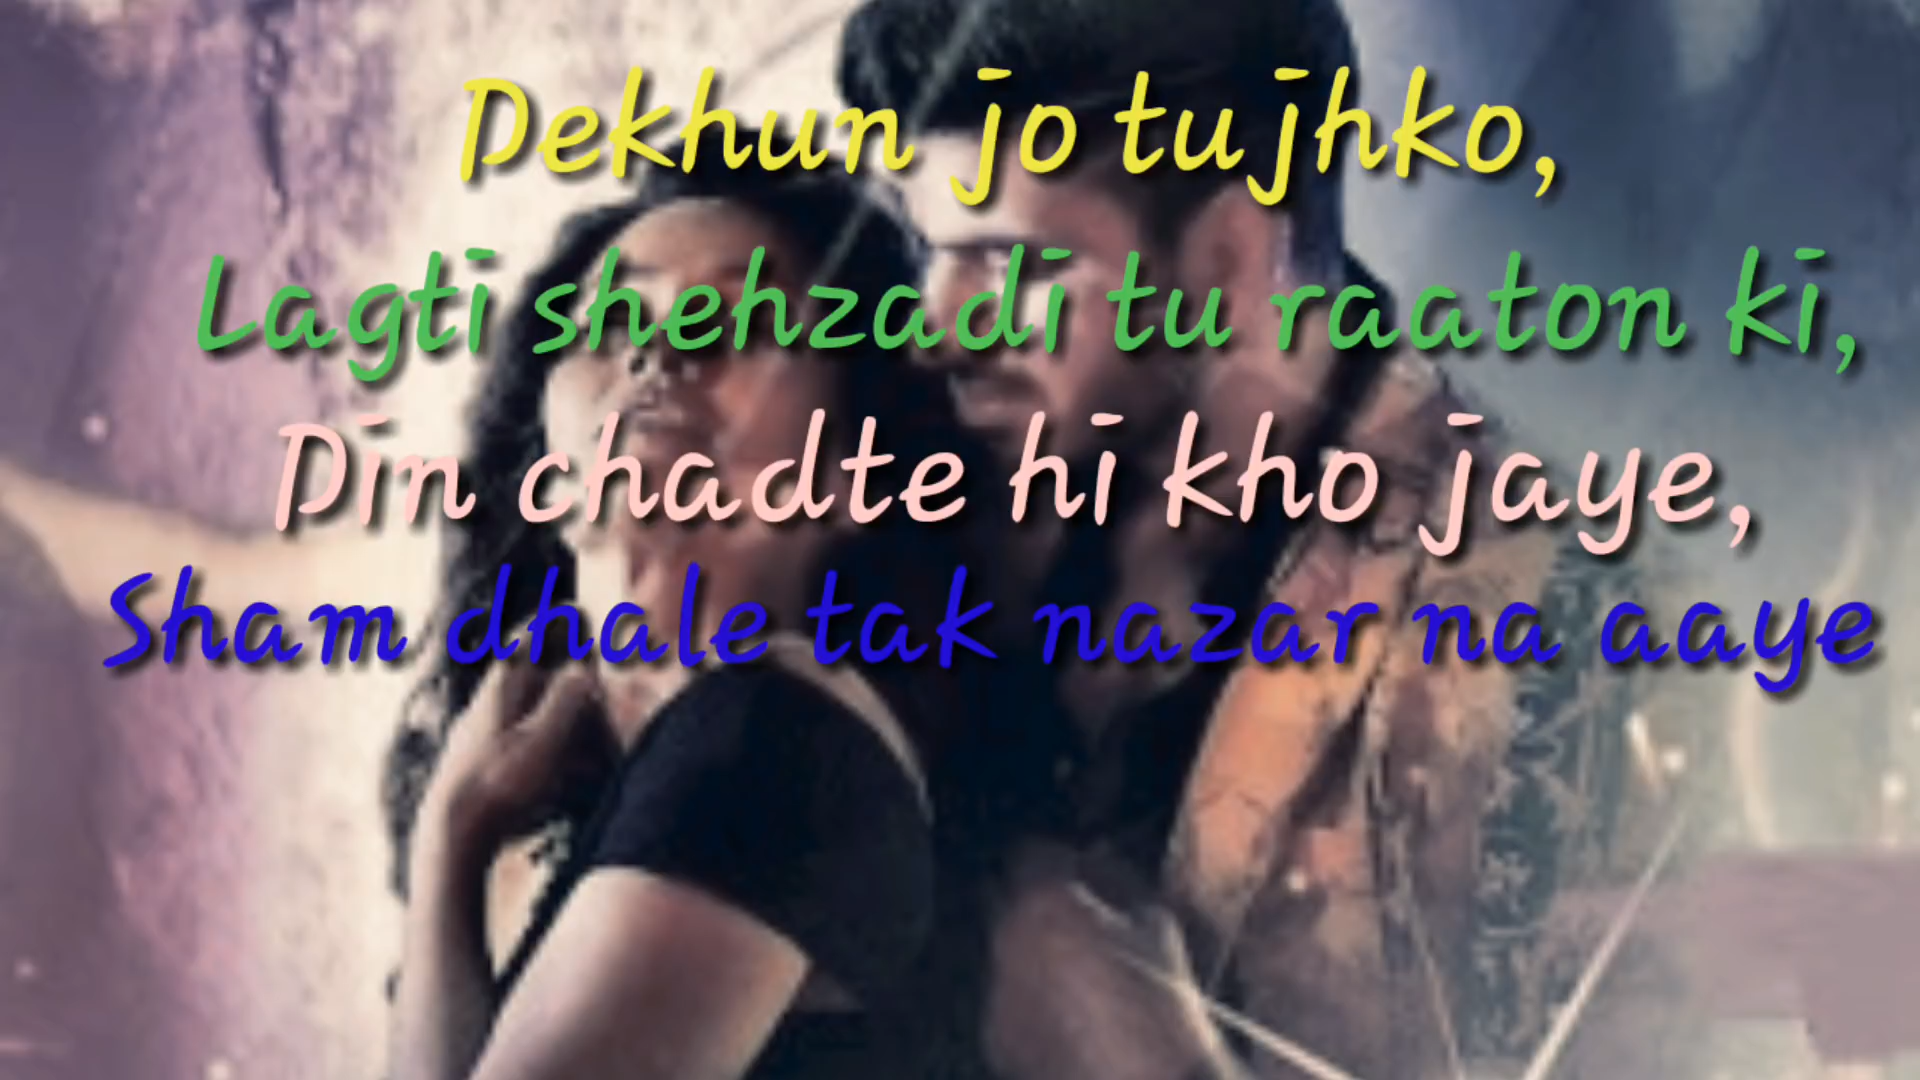 Dekhun jo tujhko,
Lagti shehzadi tu raaton ki,
Din chadte hi kho jaye,
Sham dhale tak nazar na aaye